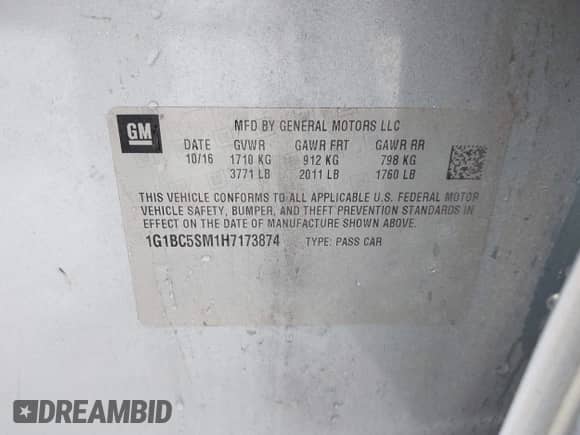 GM
MFD BY GENERAL MOTORS LLC
DATE GVWR GAWR FRT GAWR RR
10/16 1710 KG 912 KG 798 KG
3771 LB 2011 LB 1760 LB
THIS VEHICLE CONFORMS TO ALL APPLICABLE U.S. FEDERAL MOTOR
VEHICLE SAFETY, BUMPER, AND THEFT PREVENTION STANDARDS IN
EFFECT ON THE DATE OF MANUFACTURE SHOWN ABOVE.
1G1BC5SM1H7173874 TYPE: PASS CAR
DREAMBID